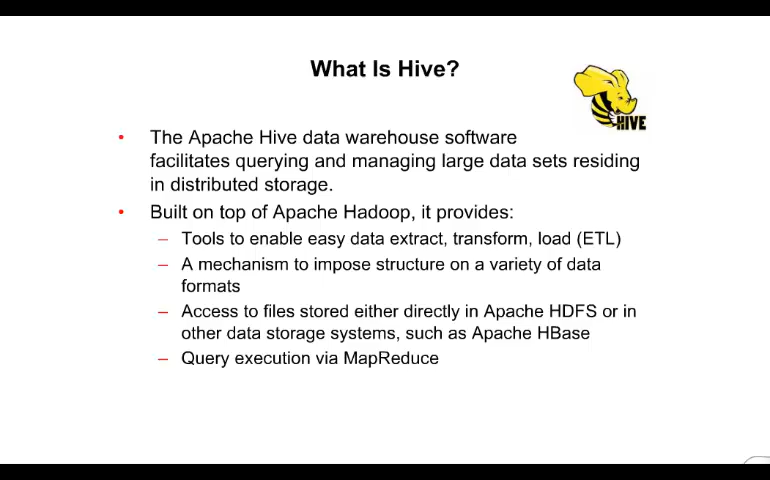 What Is Hive?
HIVE
• The Apache Hive data warehouse software
facilitates querying and managing large data sets residing
in distributed storage.
• Built on top of Apache Hadoop, it provides:
– Tools to enable easy data extract, transform, load (ETL)
– A mechanism to impose structure on a variety of data
formats
– Access to files stored either directly in Apache HDFS or in
other data storage systems, such as Apache HBase
– Query execution via MapReduce